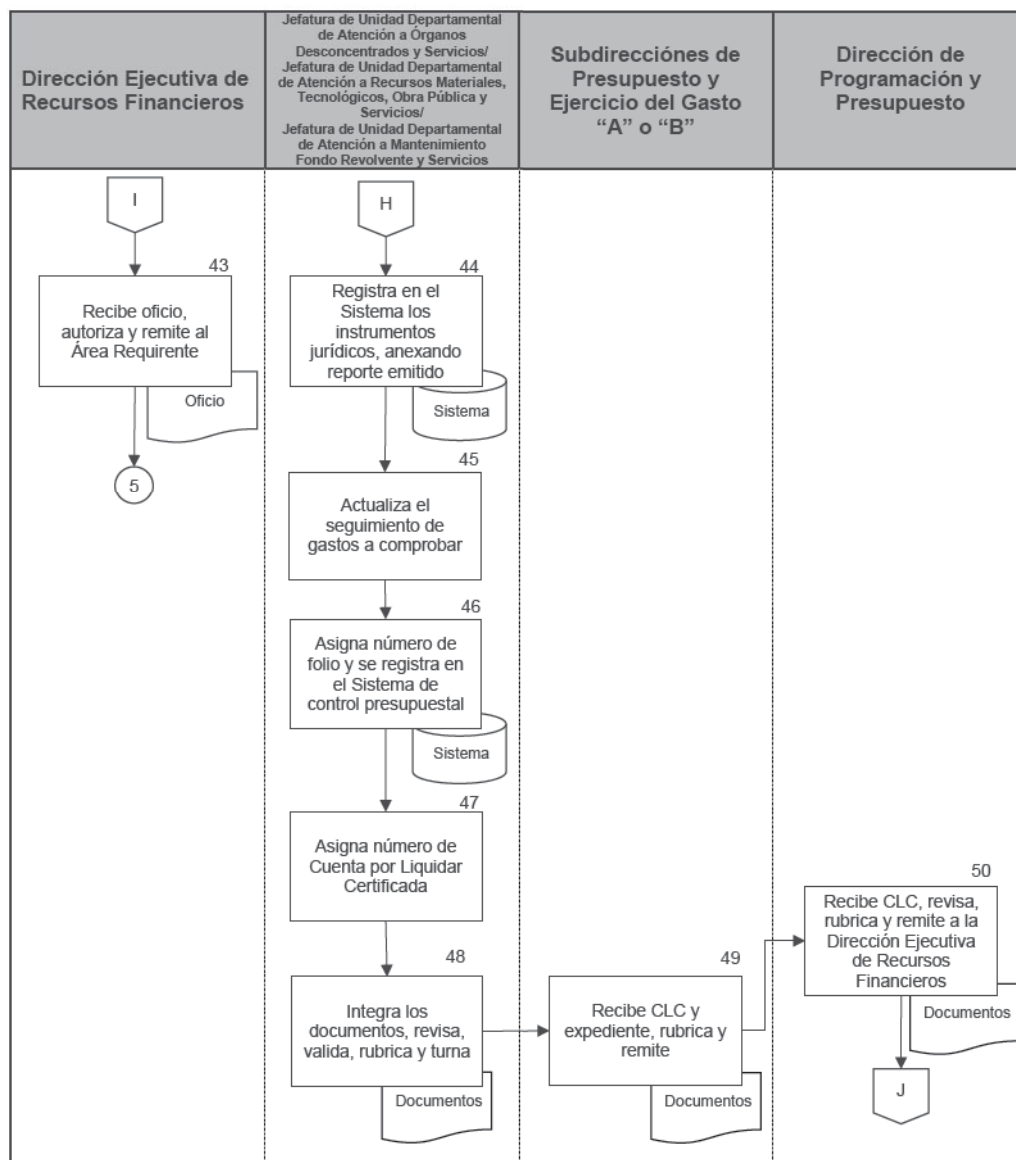 Dirección Ejecutiva de
Recursos Financieros
Jefatura de Unidad Departamental
de Atención a Órganos
Desconcentrados y Servicios/
Jefatura de Unidad Departamental
de Atención a Recursos Materiales,
Tecnológicos, Obra Pública y
Servicios/
Jefatura de Unidad Departamental
de Atención a Mantenimiento
Fondo Revolvente y Servicios
Subdirecciónes de
Presupuesto y
Ejercicio del Gasto
“A” o “B”
Dirección de
Programación y
Presupuesto
I
43
Recibe oficio,
autoriza y remite al
Área Requirente
Oficio
5
H
44
Registra en el
Sistema los
instrumentos
jurídicos, anexando
reporte emitido
Sistema
45
Actualiza el
seguimiento de
gastos a comprobar
46
Asigna número de
folio y se registra en
el Sistema de
control presupuestal
Sistema
47
Asigna número de
Cuenta por Liquidar
Certificada
48
Integra los
documentos, revisa,
valida, rubrica y turna
Documentos
49
Recibe CLC y
expediente, rubrica y
remite
Documentos
50
Recibe CLC, revisa,
rubrica y remite a la
Dirección Ejecutiva
de Recursos
Financieros
Documentos
J